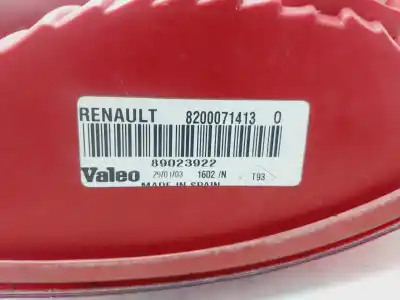 RENAULT 8200071413 0
89023922
Valeo 29/01/03 1602 /N T93
MADE IN SPAIN